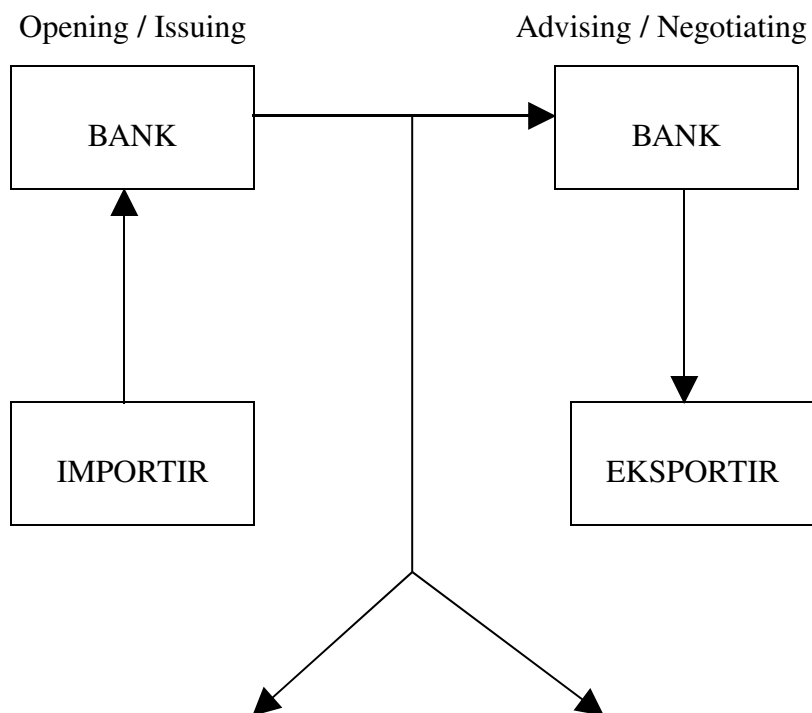 Opening / Issuing
Advising / Negotiating
BANK
BANK
IMPORTIR
EKSPORTIR